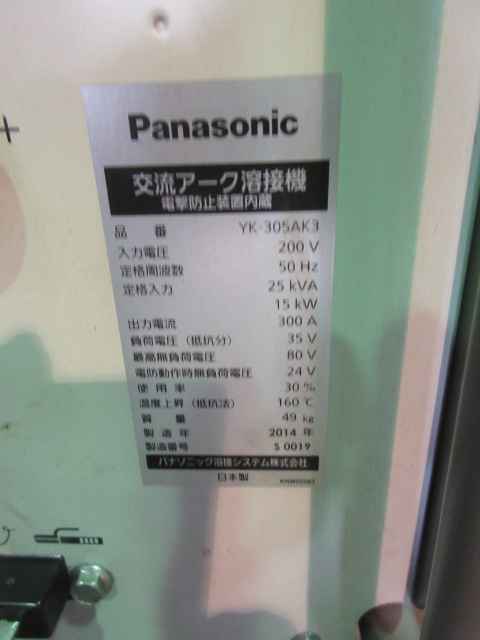 Panasonic
交流アーク溶接機
電撃防止装置内蔵
品 番 YK-305AK3
入力電圧 200 V
定格周波数 50 Hz
定格入力 25 kVA
15 kW
出力電流 300 A
負荷電圧（抵抗分） 35 V
最高無負荷電圧 80 V
電防動作時無負荷電圧 24 V
使用率 30 %
温度上昇（抵抗法） 160 ℃
質 量 49 kg
製造年 2014 年
製造番号 S 0019
パナソニック溶接システム株式会社
日本製
+